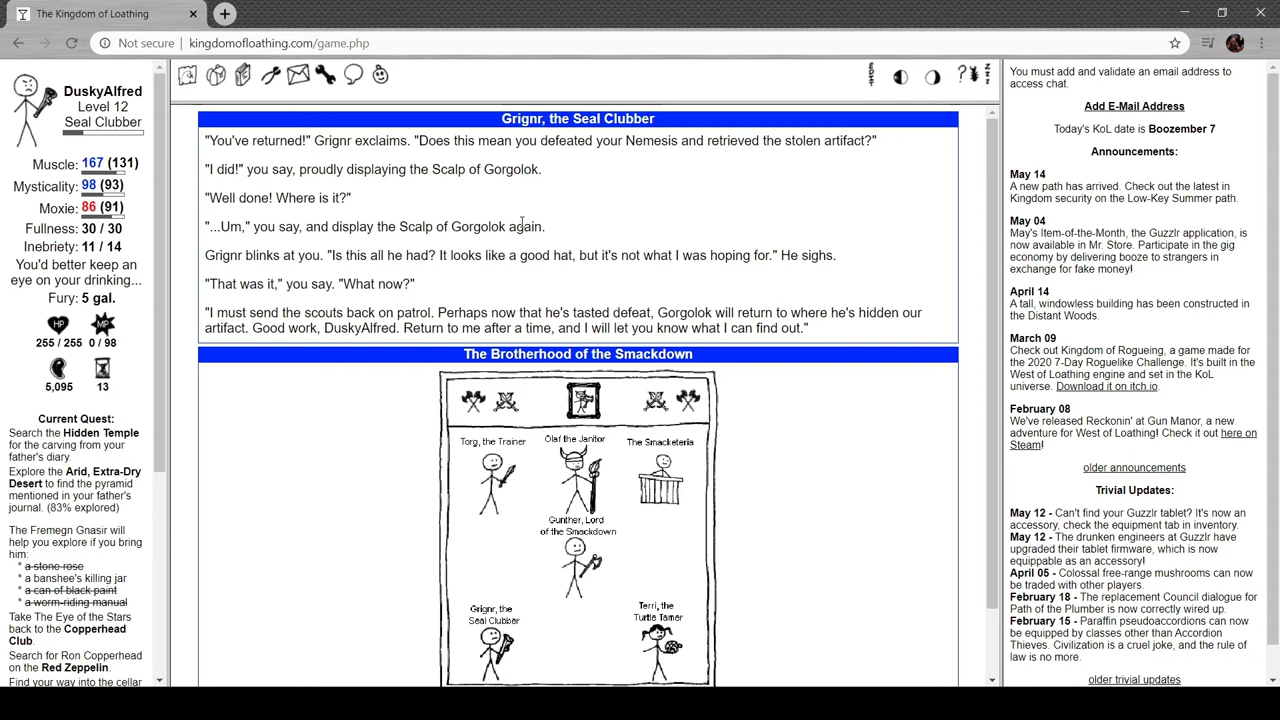 The Kingdom of Loathing
Not secure | kingdomofloathing.com/game.php
DuskyAlfred
Level 12
Seal Clubber
Muscle: 167 (131)
Mysticality: 98 (93)
Moxie: 86 (91)
Fullness: 30 / 30
Inebriety: 11 / 14
You'd better keep an
eye on your drinking...
Fury: 5 gal.
HP MP
255 / 255 0 / 98
5,095 13
Current Quest:
Search the Hidden Temple
for the carving from your
father's diary.
Explore the Arid, Extra-Dry
Desert to find the pyramid
mentioned in your father's
journal. (83% explored)
The Fremegn Gnasir will
help you explore if you bring
him:
* a stone rose
* a banshee's killing jar
* a can of black paint
* a worm-riding manual
Take The Eye of the Stars
back to the Copperhead
Club.
Search for Ron Copperhead
on the Red Zeppelin.
Find your way into the cellar
Grignr, the Seal Clubber
"You've returned!" Grignr exclaims. "Does this mean you defeated your Nemesis and retrieved the stolen artifact?"
"I did!" you say, proudly displaying the Scalp of Gorgolok.
"Well done! Where is it?"
"...Um," you say, and display the Scalp of Gorgolok again.
Grignr blinks at you. "Is this all he had? It looks like a good hat, but it's not what I was hoping for." He sighs.
"That was it," you say. "What now?"
"I must send the scouts back on patrol. Perhaps now that he's tasted defeat, Gorgolok will return to where he's hidden our
artifact. Good work, DuskyAlfred. Return to me after a time, and I will let you know what I can find out."
The Brotherhood of the Smackdown
Torg, the Trainer
Olaf the Janitor
The Smacketeria
Gunther, Lord
of the Smackdown
Grignr, the
Seal Clubber
Terri, the
Turtle Tamer
You must add and validate an email address to
access chat.
Add E-Mail Address
Today's KoL date is Boozember 7
Announcements:
May 14
A new path has arrived. Check out the latest in
Kingdom security on the Low-Key Summer path.
May 04
May's Item-of-the-Month, the Guzzlr application, is
now available in Mr. Store. Participate in the gig
economy by delivering booze to strangers in
exchange for fake money!
April 14
A tall, windowless building has been constructed in
the Distant Woods.
March 09
Check out Kingdom of Rogueing, a game made for
the 2020 7-Day Roguelike Challenge. It's built in the
West of Loathing engine and set in the KoL
universe. Download it on itch.io.
February 08
We've released Reckonin' at Gun Manor, a new
adventure for West of Loathing! Check it out here on
Steam!
older announcements
Trivial Updates:
May 12 - Can't find your Guzzlr tablet? It's now an
accessory, check the equipment tab in inventory.
May 12 - The drunken engineers at Guzzlr have
upgraded their tablet firmware, which is now
equippable as an accessory!
April 05 - Colossal free-range mushrooms can now
be traded with other players.
February 18 - The replacement Council dialogue for
Path of the Plumber is now correctly wired up.
February 15 - Paraffin pseudoaccordions can now
be equipped by classes other than Accordion
Thieves. Civilization is a cruel joke, and the rule of
law is no more.
older trivial updates